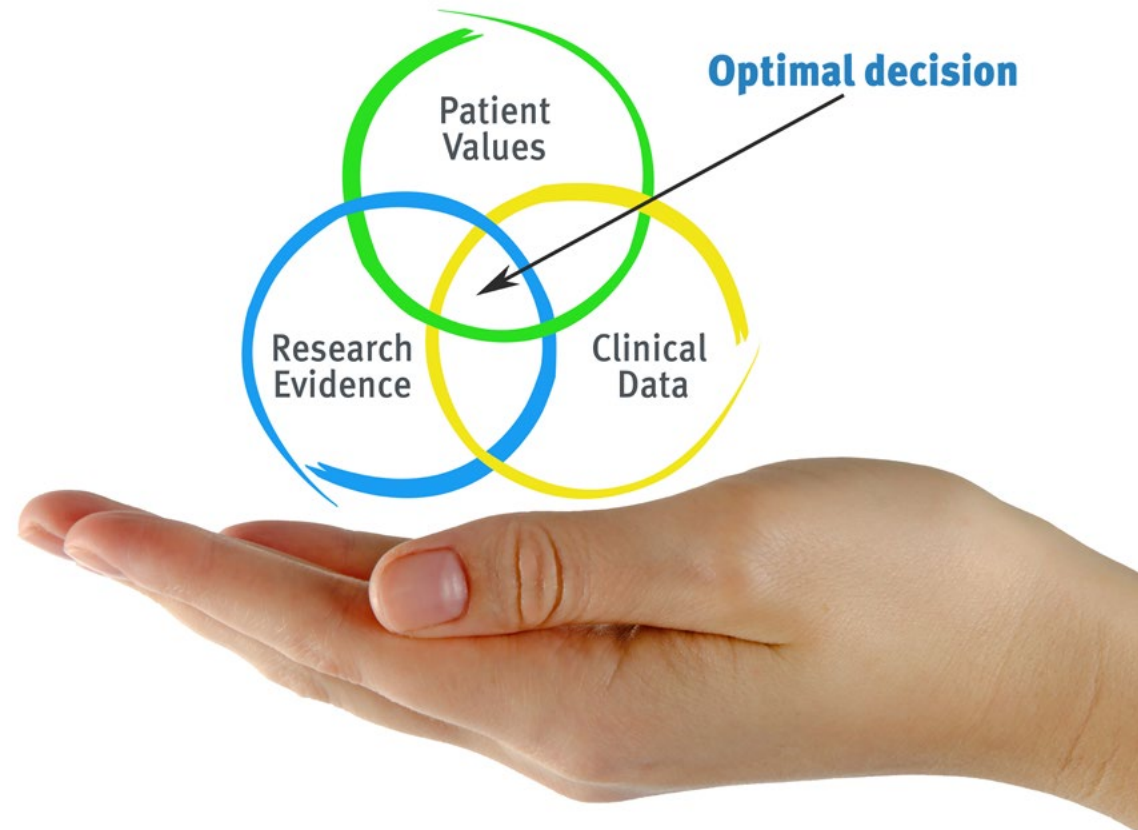 Optimal decision
Patient
Values
Research
Evidence
Clinical
Data